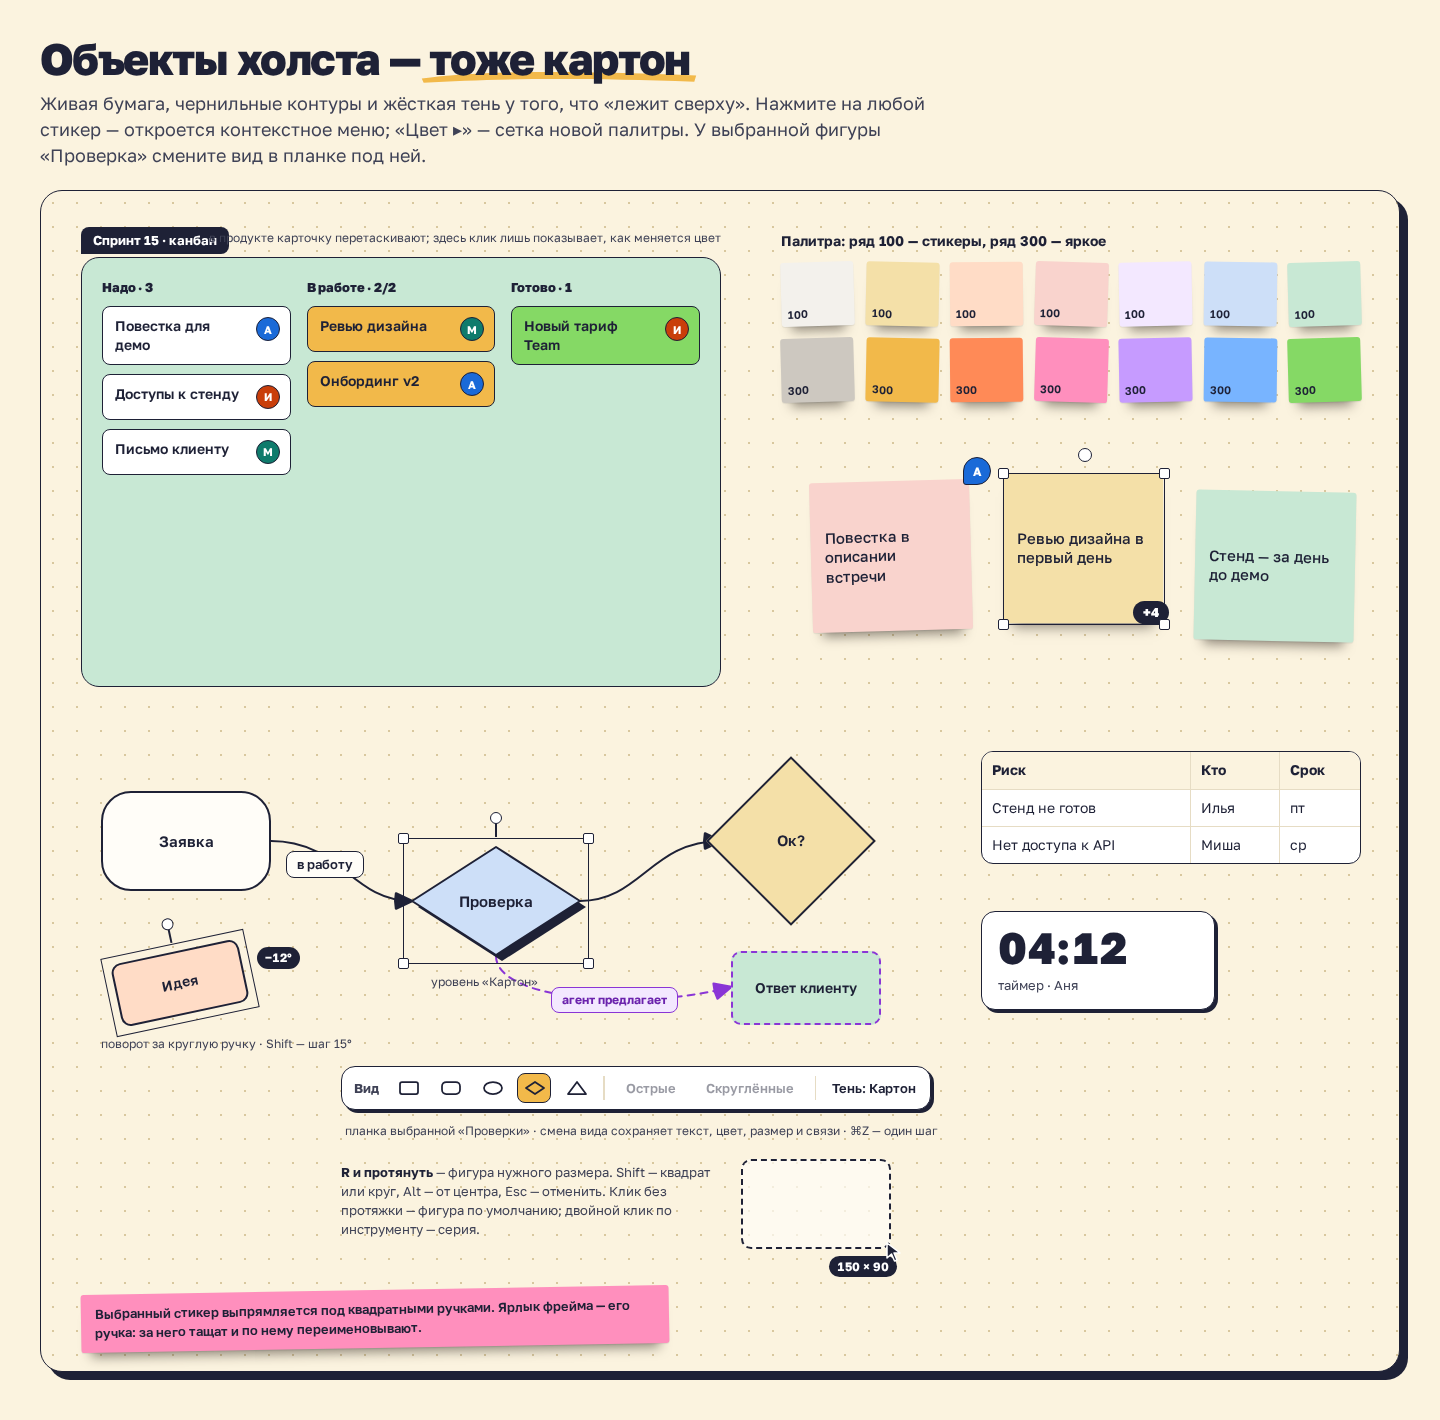 Объекты холста — тоже картон
Живая бумага, чернильные контуры и жёсткая тень у того, что «лежит сверху». Нажмите на любой
стикер — откроется контекстное меню; «Цвет ▸» — сетка новой палитры. У выбранной фигуры
«Проверка» смените вид в планке под ней.
Спринт 15 · канбан
продукте карточку перетаскивают; здесь клик лишь показывает, как меняется цвет
Надо · 3
В работе · 2/2
Готово · 1
Повестка для
демо
А
Доступы к стенду
И
Письмо клиенту
М
Ревью дизайна
М
Онбординг v2
А
Новый тариф
Team
И
Палитра: ряд 100 — стикеры, ряд 300 — яркое
100
100
100
100
100
100
100
300
300
300
300
300
300
300
А
Повестка в
описании
встречи
Ревью дизайна в
первый день
+4
Стенд — за день
до демо
Заявка
в работу
Проверка
Ок?
уровень «Картон»
агент предлагает
Ответ клиенту
Идея
−12°
поворот за круглую ручку · Shift — шаг 15°
Риск
Кто
Срок
Стенд не готов
Илья
пт
Нет доступа к API
Миша
ср
04:12
таймер · Аня
Вид
Острые
Скруглённые
Тень: Картон
планка выбранной «Проверки» · смена вида сохраняет текст, цвет, размер и связи · ⌘Z — один шаг
R и протянуть — фигура нужного размера. Shift — квадрат
или круг, Alt — от центра, Esc — отменить. Клик без
протяжки — фигура по умолчанию; двойной клик по
инструменту — серия.
150 × 90
Выбранный стикер выпрямляется под квадратными ручками. Ярлык фрейма — его
ручка: за него тащат и по нему переименовывают.